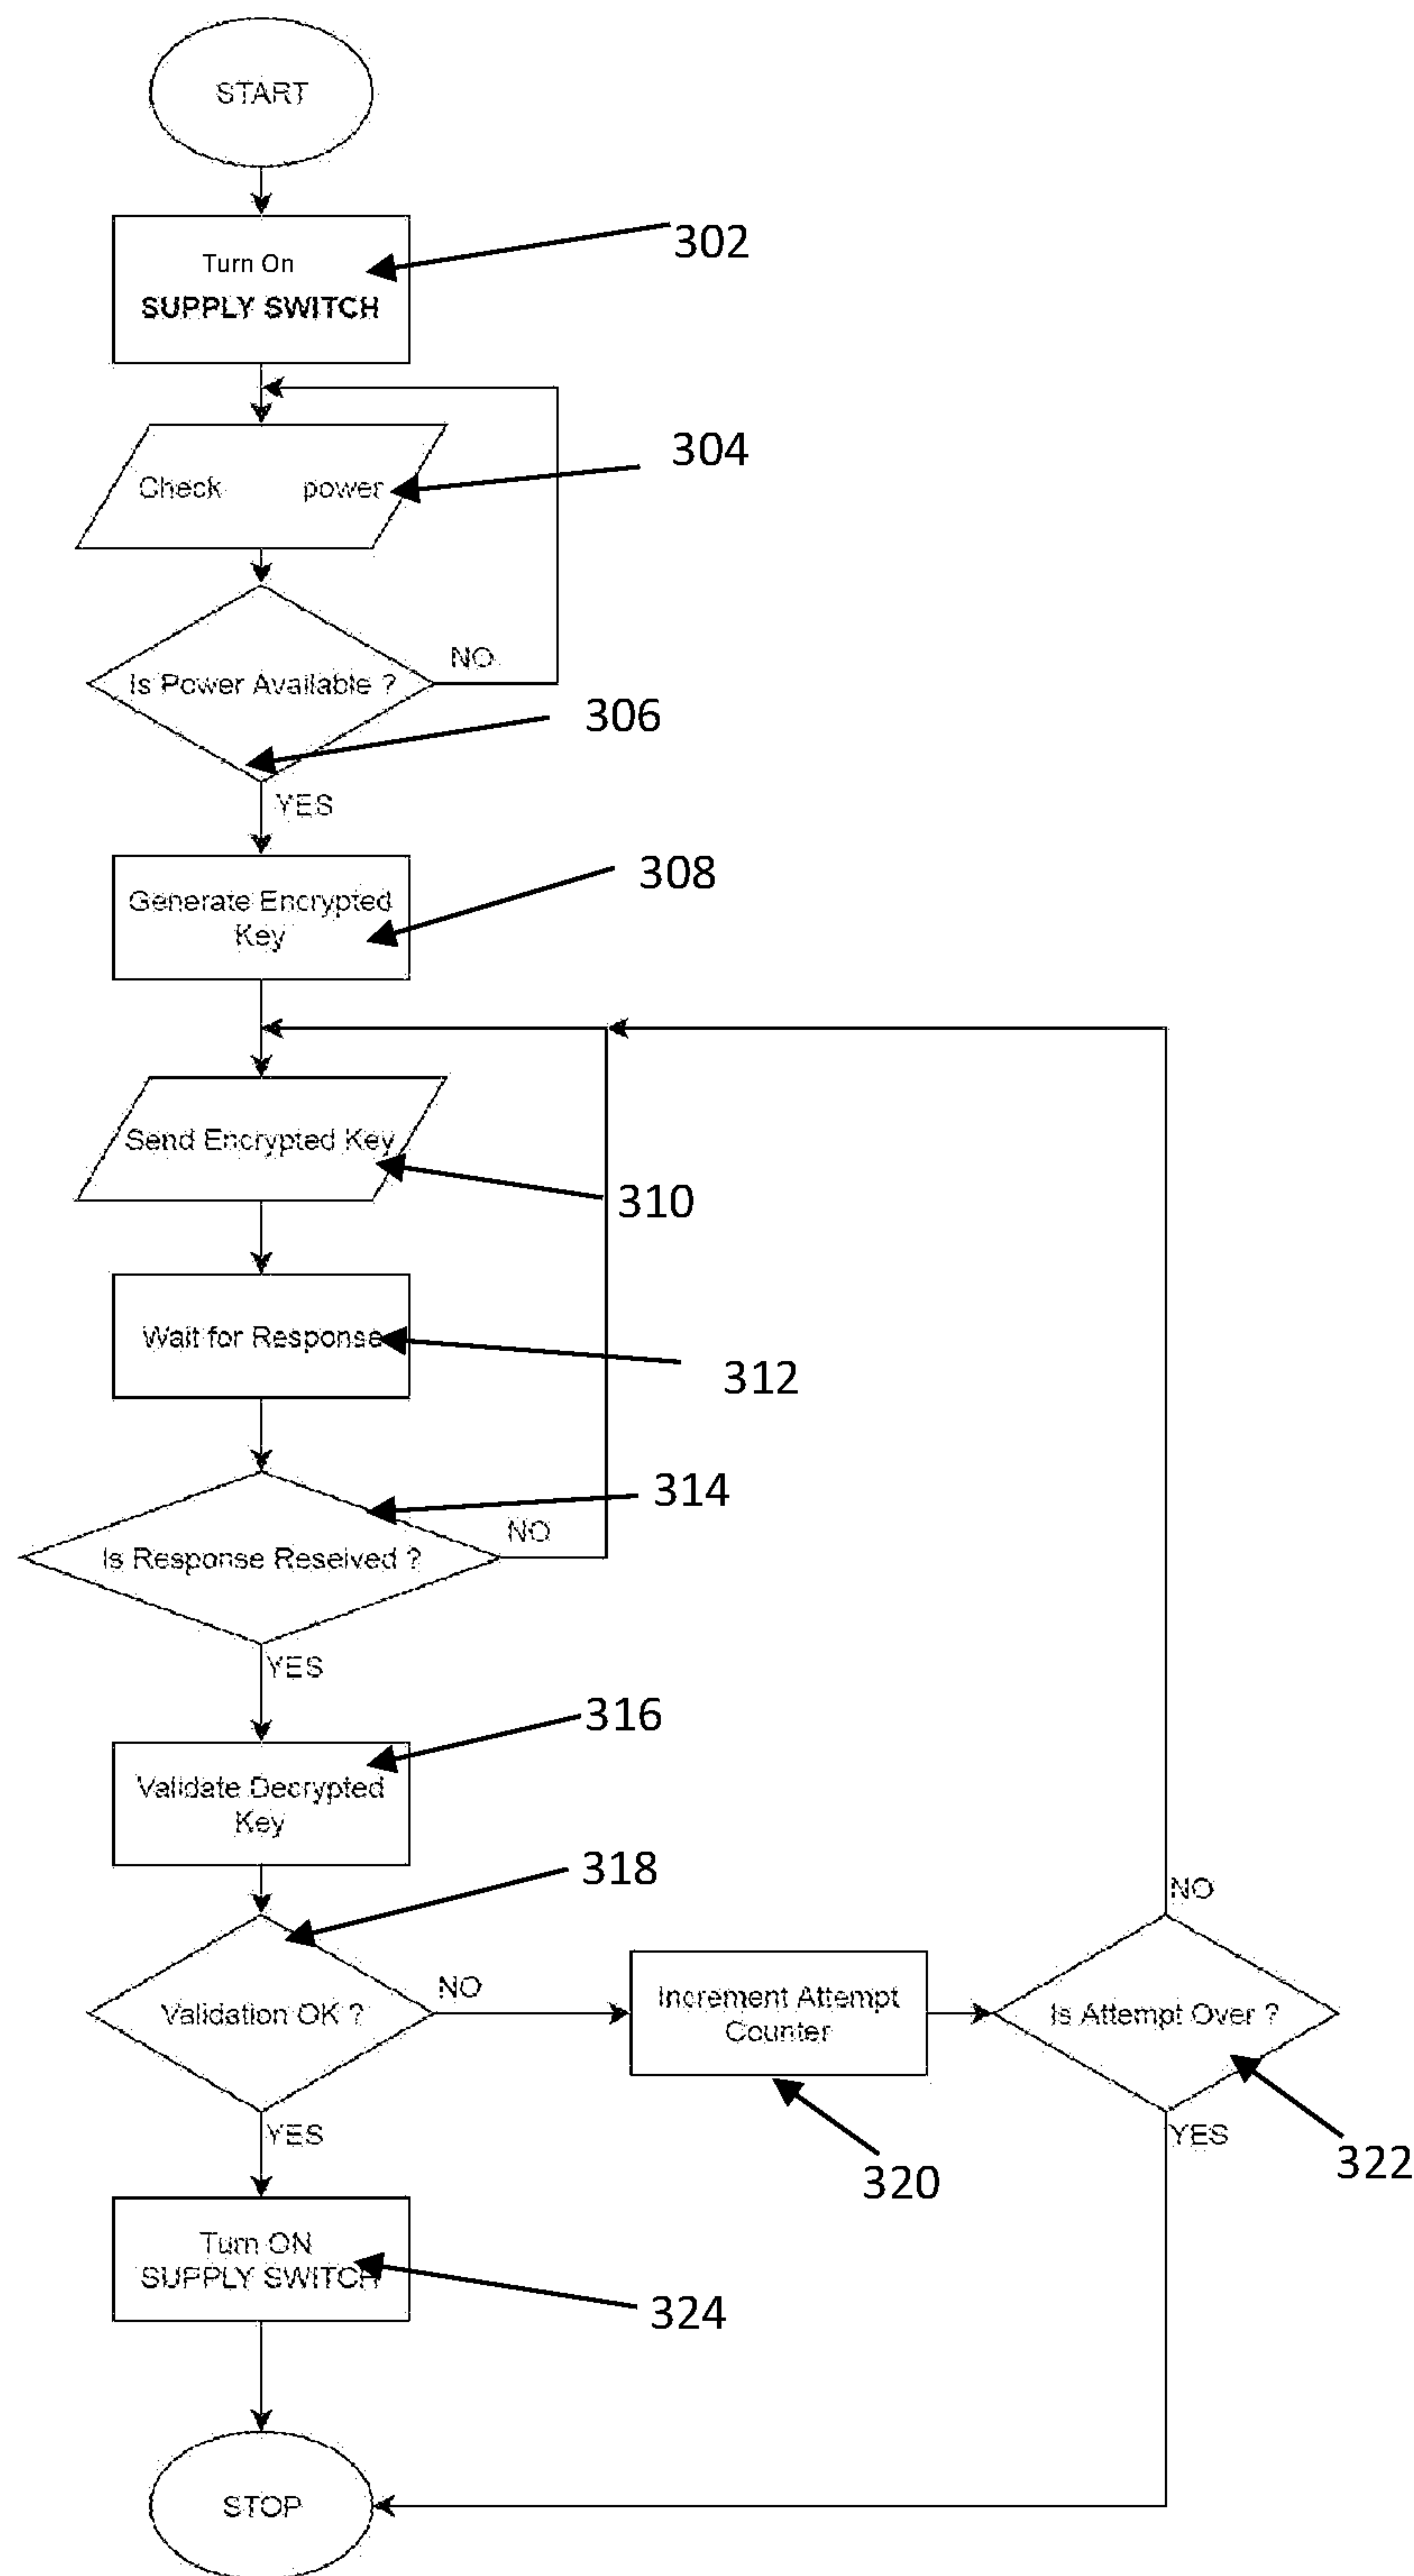 START
Turn On
SUPPLY SWITCH
302
Check power
304
Is Power Available ?
NO
306
YES
Generate Encrypted
Key
308
Send Encrypted Key
310
Wait for Response
312
314
Is Response Reseived ?
NO
YES
316
Validate Decrypted
Key
318
Validation OK ?
NO
Increment Attempt
Counter
320
Is Attempt Over ?
NO
YES
322
YES
Turn ON
SUPPLY SWITCH
324
STOP